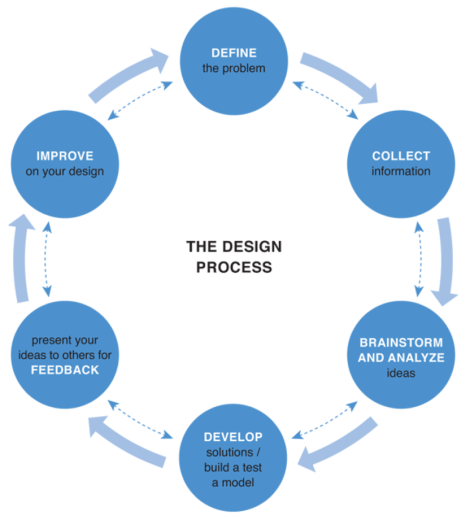 DEFINE
the problem
COLLECT
information
BRAINSTORM
AND ANALYZE
ideas
DEVELOP
solutions /
build a test
a model
present your
ideas to others for
FEEDBACK
IMPROVE
on your design
THE DESIGN
PROCESS